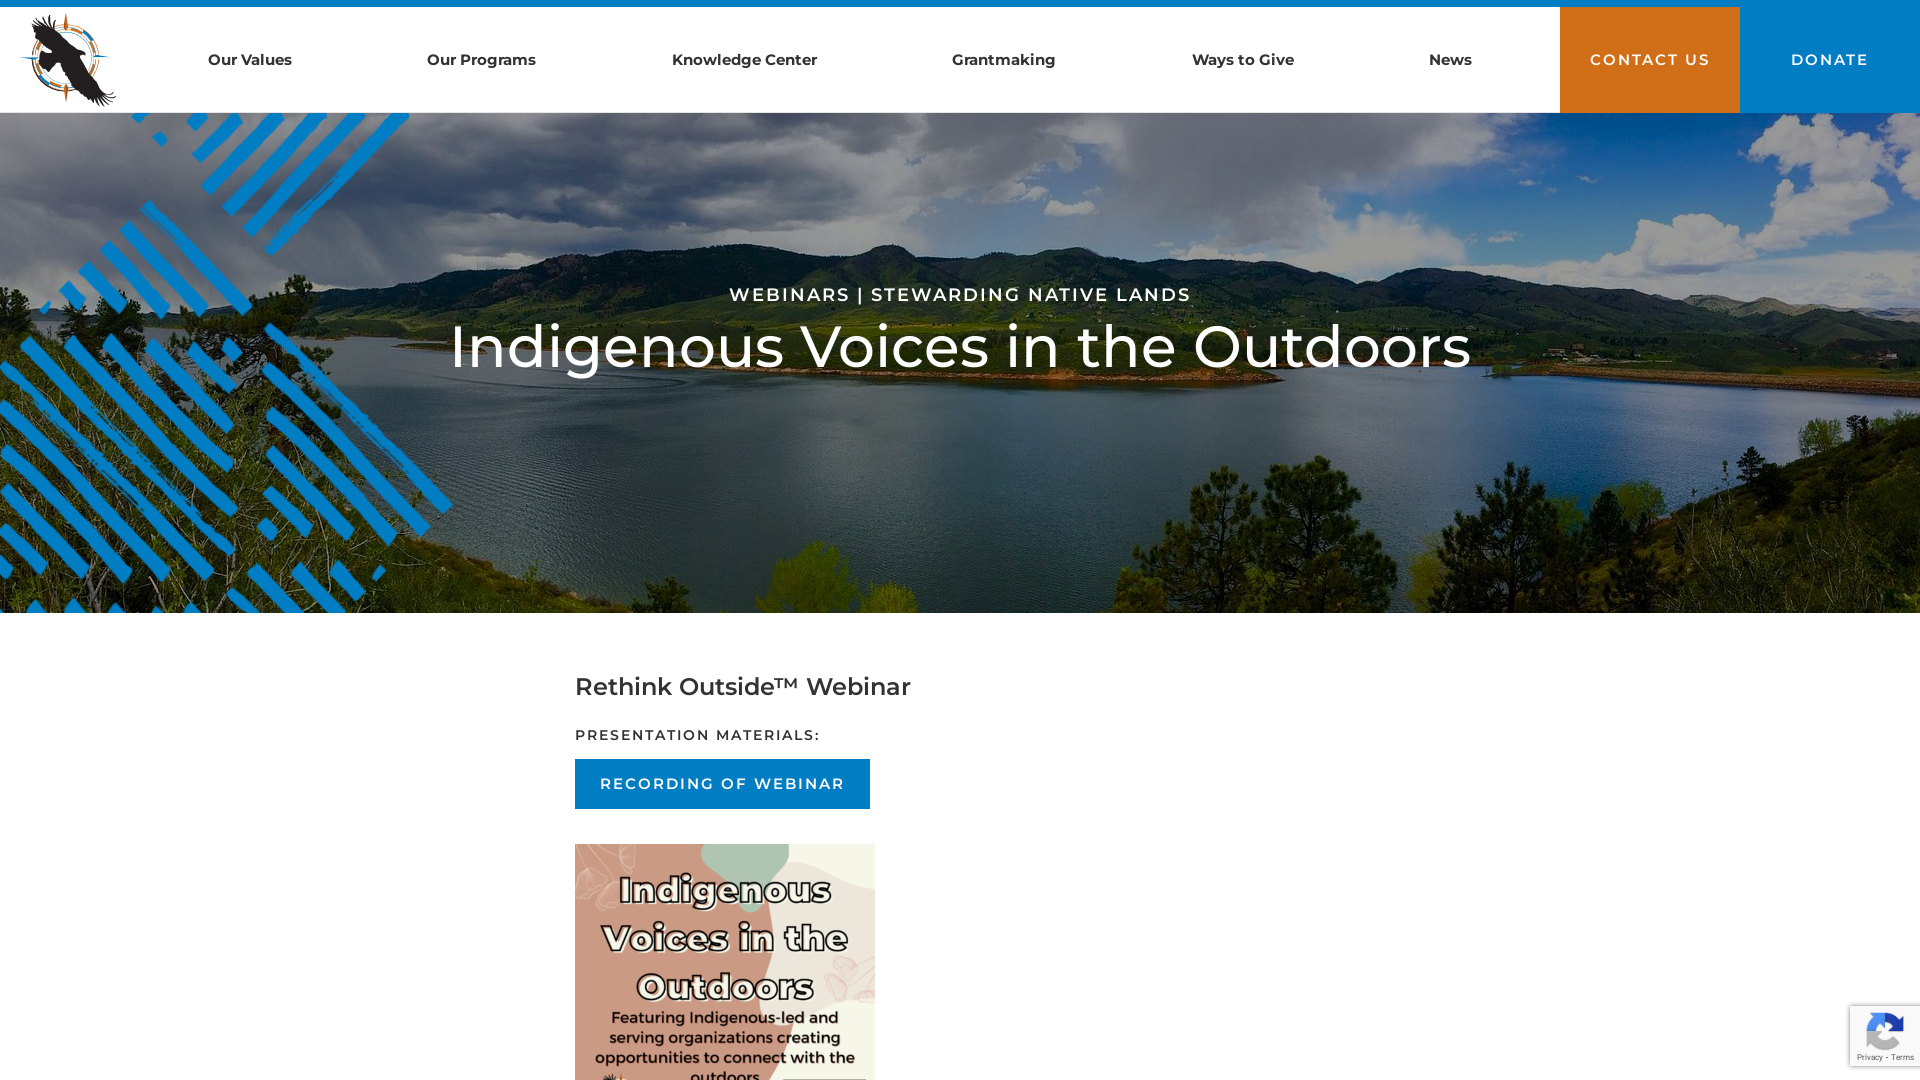 Our Values
Our Programs
Knowledge Center
Grantmaking
Ways to Give
News
CONTACT US
DONATE
WEBINARS | STEWARDING NATIVE LANDS
Indigenous Voices in the Outdoors
Rethink Outside™ Webinar
PRESENTATION MATERIALS:
RECORDING OF WEBINAR
Indigenous
Voices in the
Outdoors
Featuring Indigenous-led and
serving organizations creating
opportunities to connect with the
outdoors
Privacy - Terms